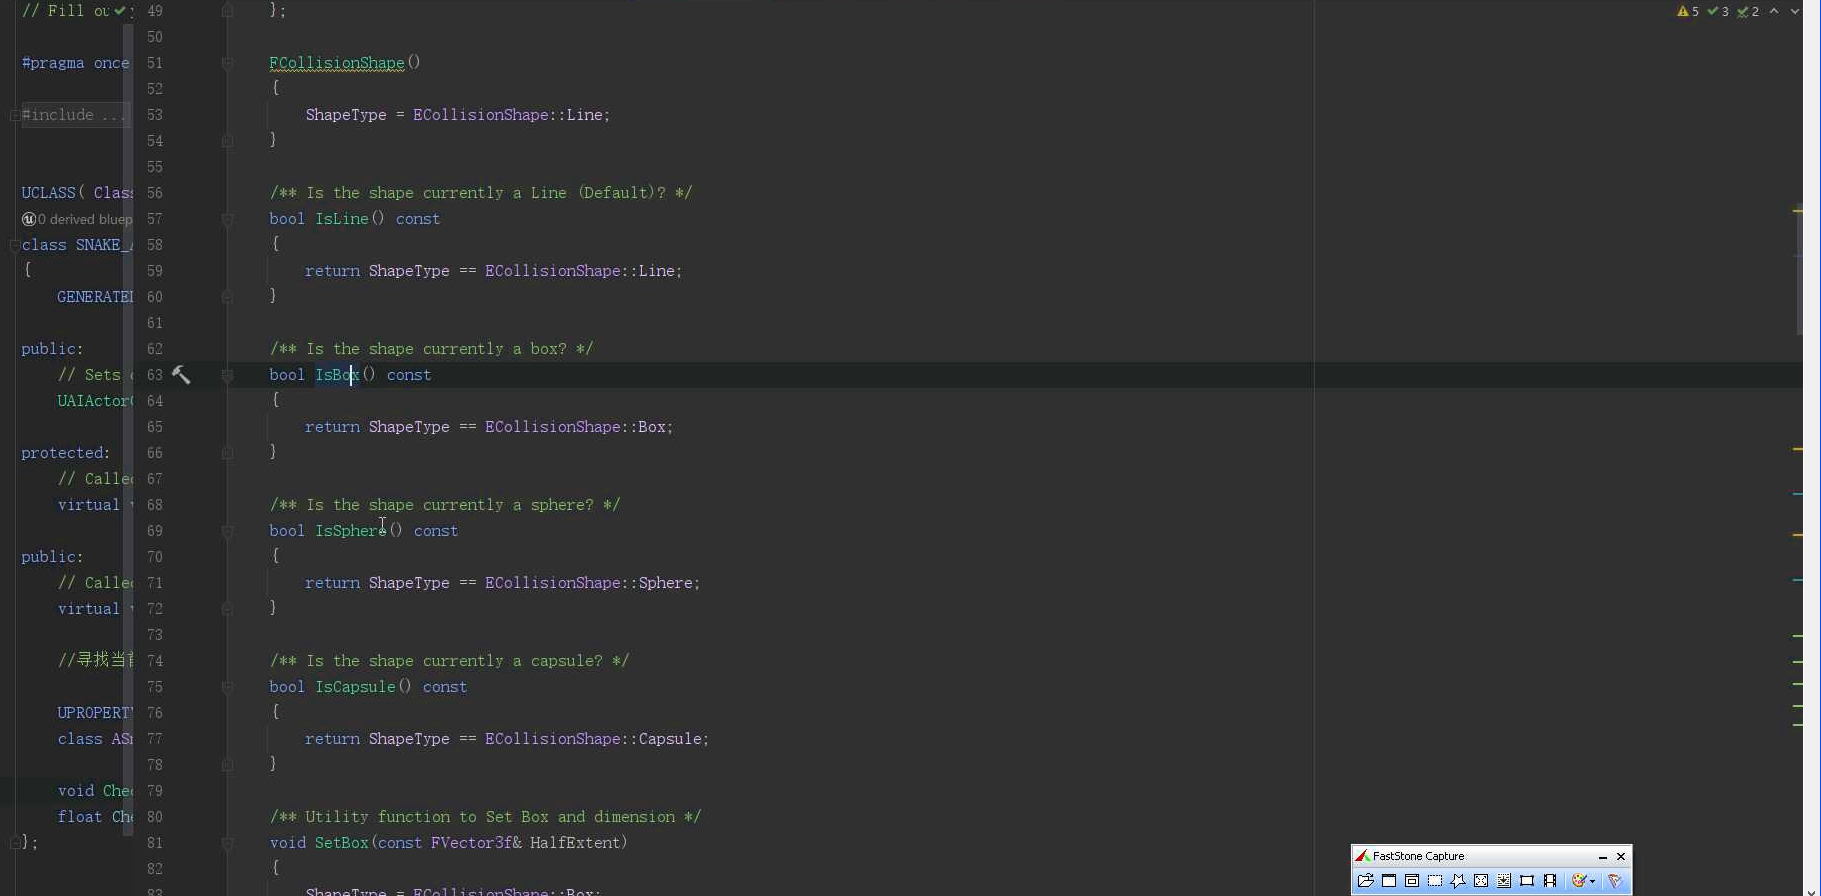 // Fill ou
#pragma once
#include ...
UCLASS( Clas
0 derived bluep
class SNAKE_
{
GENERATE
public:
// Sets
UAIActor
protected:
// Calle
virtual
public:
// Calle
virtual
//寻找当
UPROPERT
class AS
void Che
float Ch
};
49 };
50
51 FCollisionShape()
52 {
53 ShapeType = ECollisionShape::Line;
54 }
55
56 /** Is the shape currently a Line (Default)? */
57 bool IsLine() const
58 {
59 return ShapeType == ECollisionShape::Line;
60 }
61
62 /** Is the shape currently a box? */
63 bool IsBox() const
64 {
65 return ShapeType == ECollisionShape::Box;
66 }
67
68 /** Is the shape currently a sphere? */
69 bool IsSphere() const
70 {
71 return ShapeType == ECollisionShape::Sphere;
72 }
73
74 /** Is the shape currently a capsule? */
75 bool IsCapsule() const
76 {
77 return ShapeType == ECollisionShape::Capsule;
78 }
79
80 /** Utility function to Set Box and dimension */
81 void SetBox(const FVector3f& HalfExtent)
82 {
83 ShapeType = ECollisionShape::Box;
5 3 2
FastStone Capture